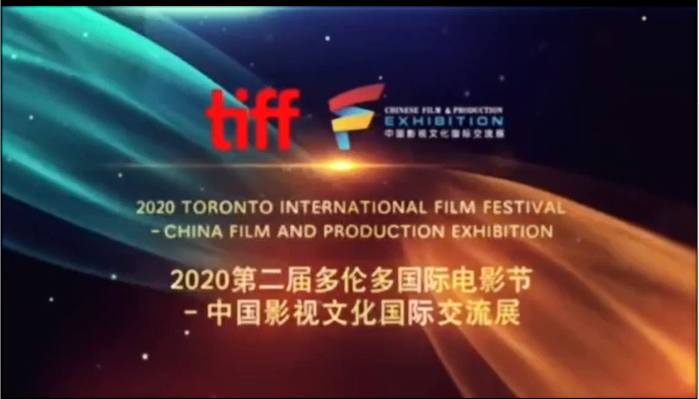 tiff
CHINESE FILM & PRODUCTION
EXHIBITION
中国影视文化国际交流展
2020 TORONTO INTERNATIONAL FILM FESTIVAL
- CHINA FILM AND PRODUCTION EXHIBITION
2020第二届多伦多国际电影节
- 中国影视文化国际交流展